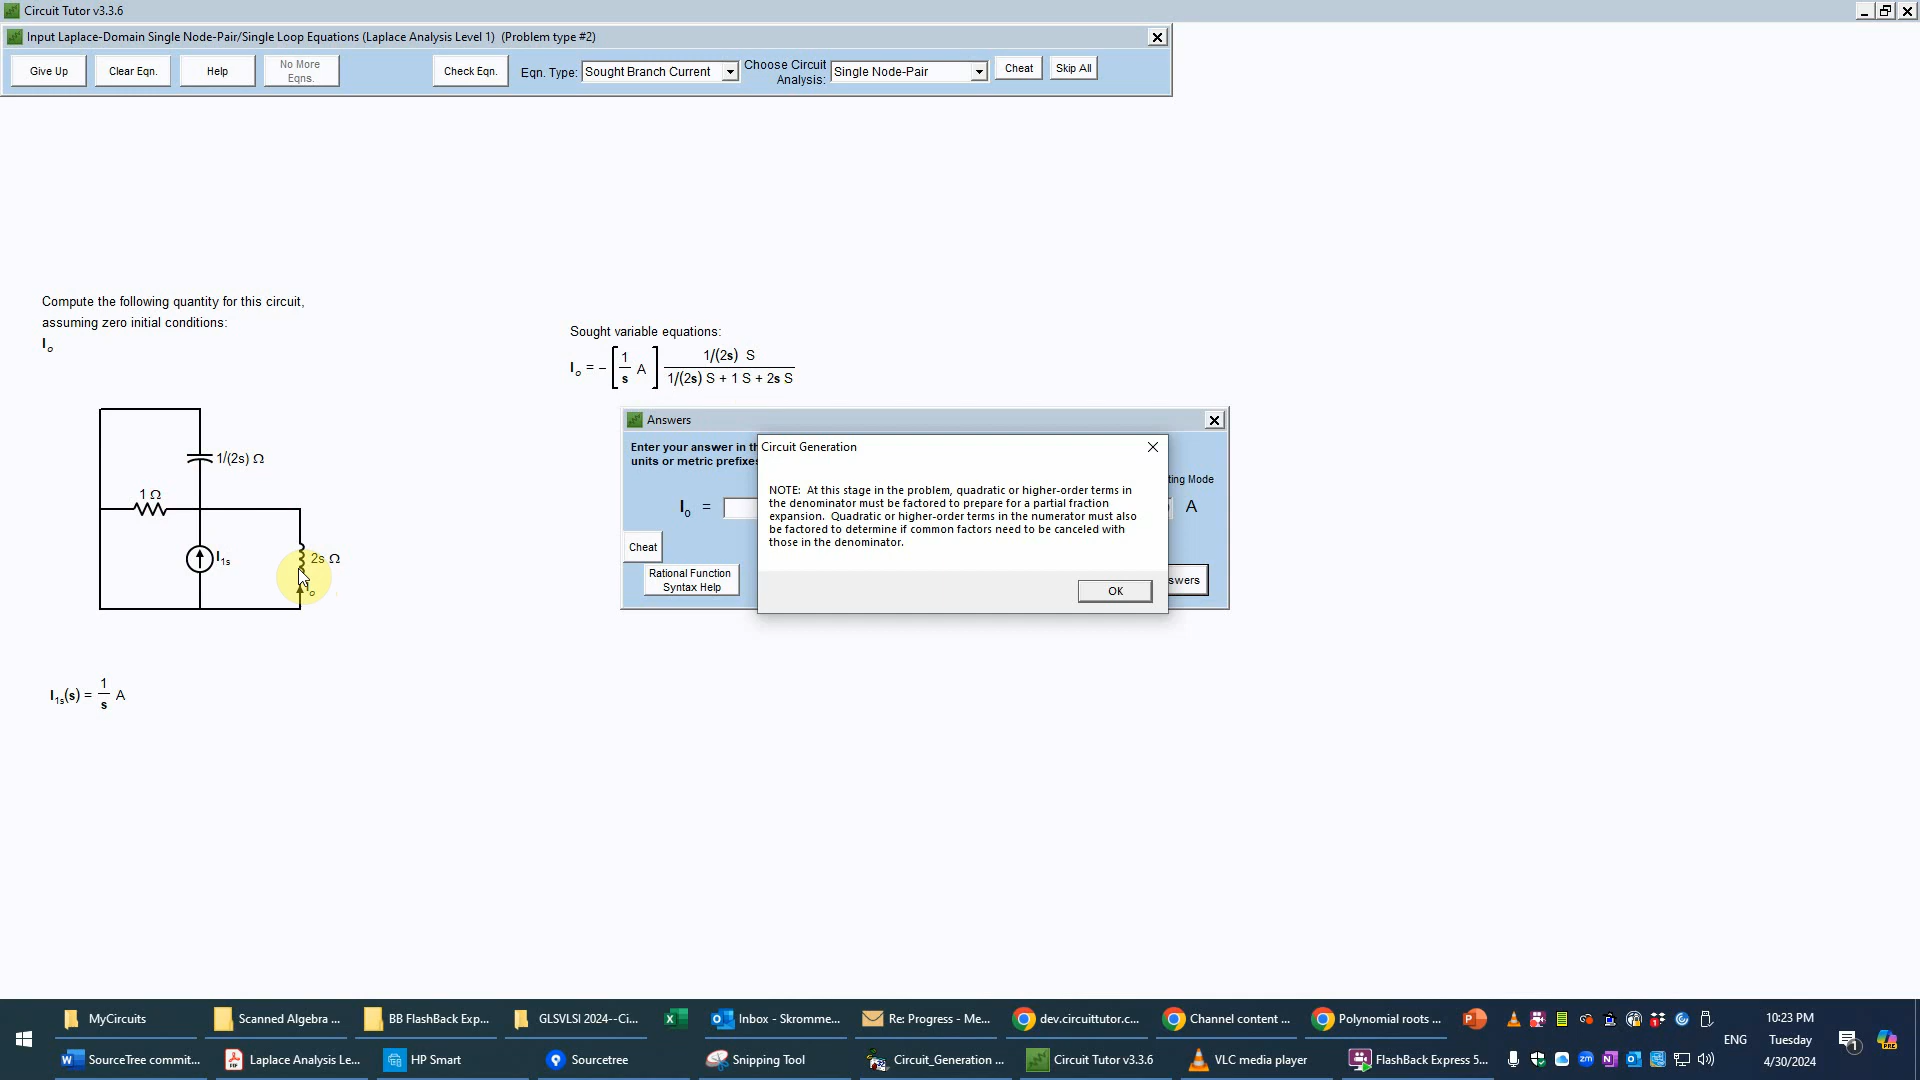 Circuit Tutor v3.3.6
Input Laplace-Domain Single Node-Pair/Single Loop Equations (Laplace Analysis Level 1) (Problem type #2)
Give Up
Clear Eqn.
Help
No More
Eqns.
Check Eqn.
Eqn. Type:
Sought Branch Current
Choose Circuit
Analysis:
Single Node-Pair
Cheat
Skip All
Compute the following quantity for this circuit,
assuming zero initial conditions:
Io
Sought variable equations:
Io = − [ 1/s A ] 1/(2s) S / 1/(2s) S + 1 S + 2s S
1/(2s) Ω
1 Ω
I1s
2s Ω
Io
I1s(s) = 1/s A
Answers
Enter your answer in th
units or metric prefixes
ting Mode
Io =
A
Cheat
Rational Function
Syntax Help
swers
Circuit Generation
NOTE: At this stage in the problem, quadratic or higher-order terms in
the denominator must be factored to prepare for a partial fraction
expansion. Quadratic or higher-order terms in the numerator must also
be factored to determine if common factors need to be canceled with
those in the denominator.
OK
MyCircuits
Scanned Algebra ...
BB FlashBack Exp...
GLSVLSI 2024--Ci...
Inbox - Skromme...
Re: Progress - Me...
dev.circuittutor.c...
Channel content ...
Polynomial roots ...
SourceTree commit...
Laplace Analysis Le...
HP Smart
Sourcetree
Snipping Tool
Circuit_Generation ...
Circuit Tutor v3.3.6
VLC media player
FlashBack Express 5...
ENG
10:23 PM
Tuesday
4/30/2024